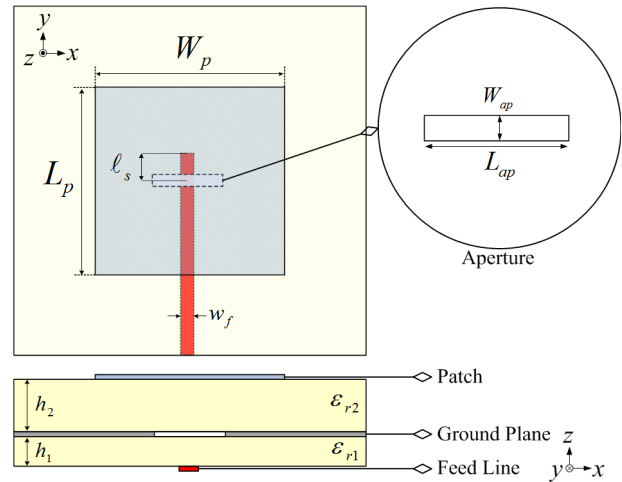 y
z x
W_p
L_p
ℓ_s
w_f
W_ap
L_ap
Aperture
h_2
ε_r2
h_1
ε_r1
Patch
Ground Plane
Feed Line
z
y x